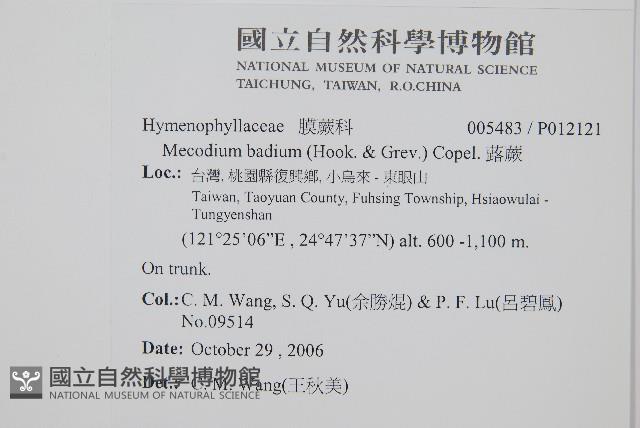 國立自然科學博物館
NATIONAL MUSEUM OF NATURAL SCIENCE
TAICHUNG, TAIWAN, R.O.CHINA
Hymenophyllaceae 膜蕨科 005483 / P012121
Mecodium badium (Hook. & Grev.) Copel. 蕗蕨
Loc.: 台灣, 桃園縣復興鄉, 小烏來 - 東眼山
Taiwan, Taoyuan County, Fuhsing Township, Hsiaowulai -
Tungyenshan
(121°25’06”E , 24°47’37”N) alt. 600 -1,100 m.
On trunk.
Col.: C. M. Wang, S. Q. Yu(余勝焜) & P. F. Lu(呂碧鳳)
No.09514
Date: October 29 , 2006
Det.: C. M. Wang(王秋美)
國立自然科學博物館
NATIONAL MUSEUM OF NATURAL SCIENCE